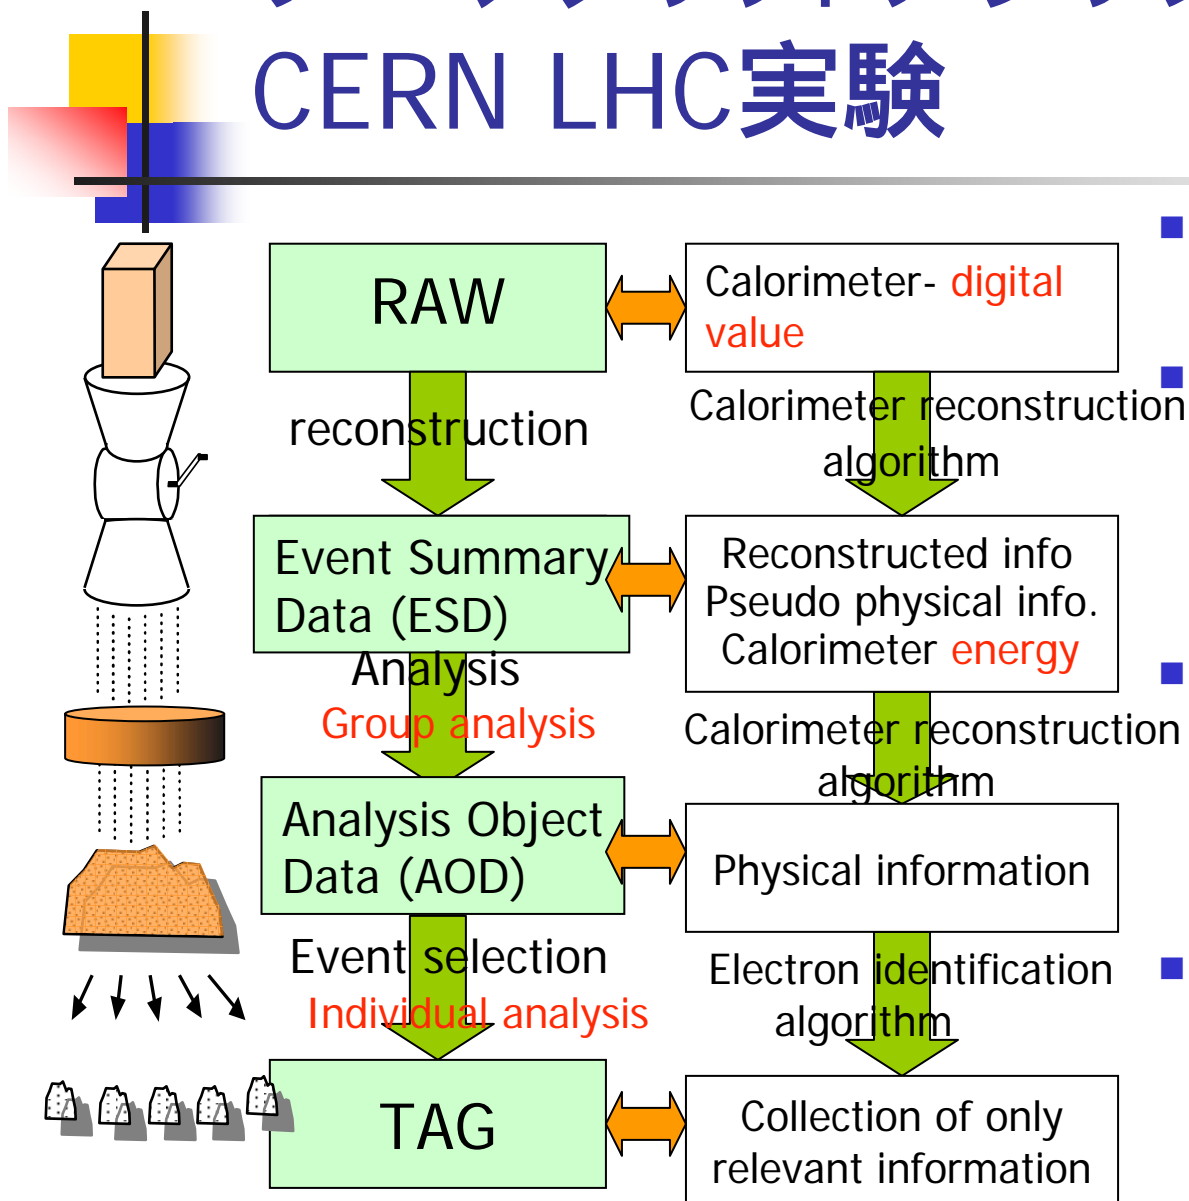 CERN LHC実験
RAW
Calorimeter- digital
value
reconstruction
Calorimeter reconstruction
algorithm
Event Summary
Data (ESD)
Reconstructed info
Pseudo physical info.
Calorimeter energy
Analysis
Group analysis
Calorimeter reconstruction
algorithm
Analysis Object
Data (AOD)
Physical information
Event selection
Individual analysis
Electron identification
algorithm
TAG
Collection of only
relevant information